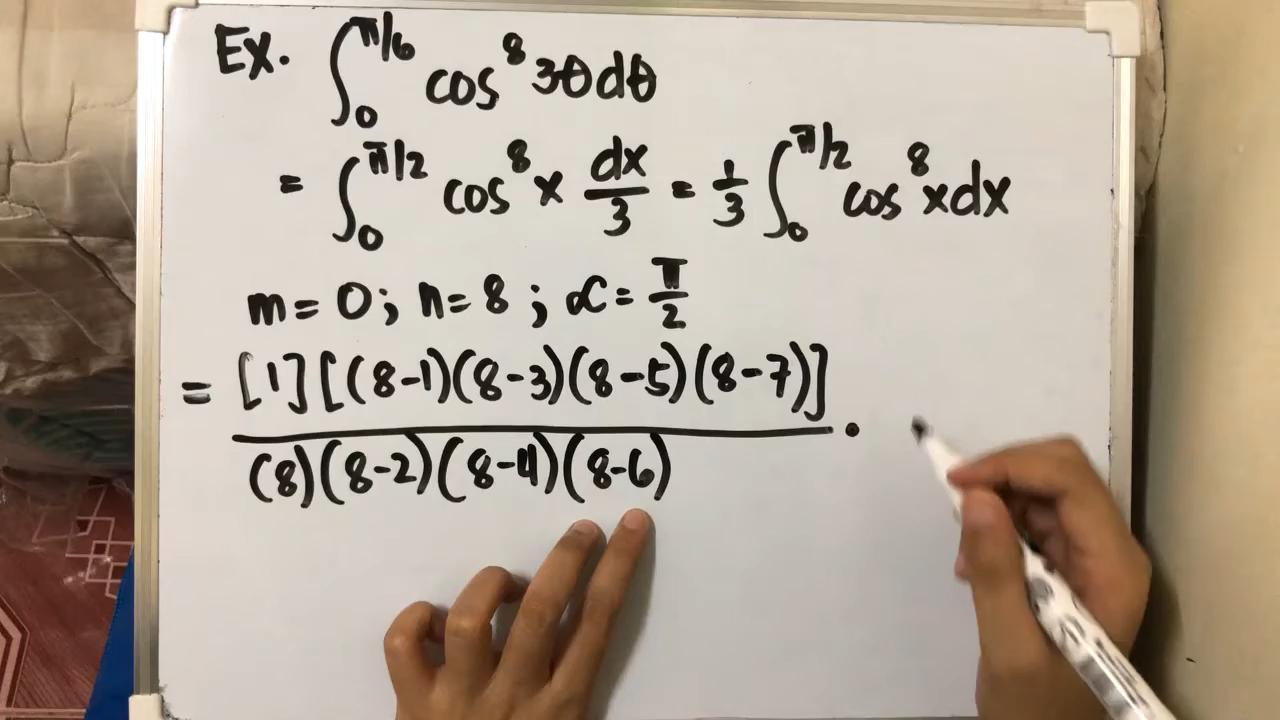 Ex. ∫₀^{π/6} cos⁸ 3θ dθ
= ∫₀^{π/2} cos⁸ x dx/3 = 1/3 ∫₀^{π/2} cos⁸ x dx
m = 0 ; n = 8 ; α = π/2
= [1][(8-1)(8-3)(8-5)(8-7)] / (8)(8-2)(8-4)(8-6) ·